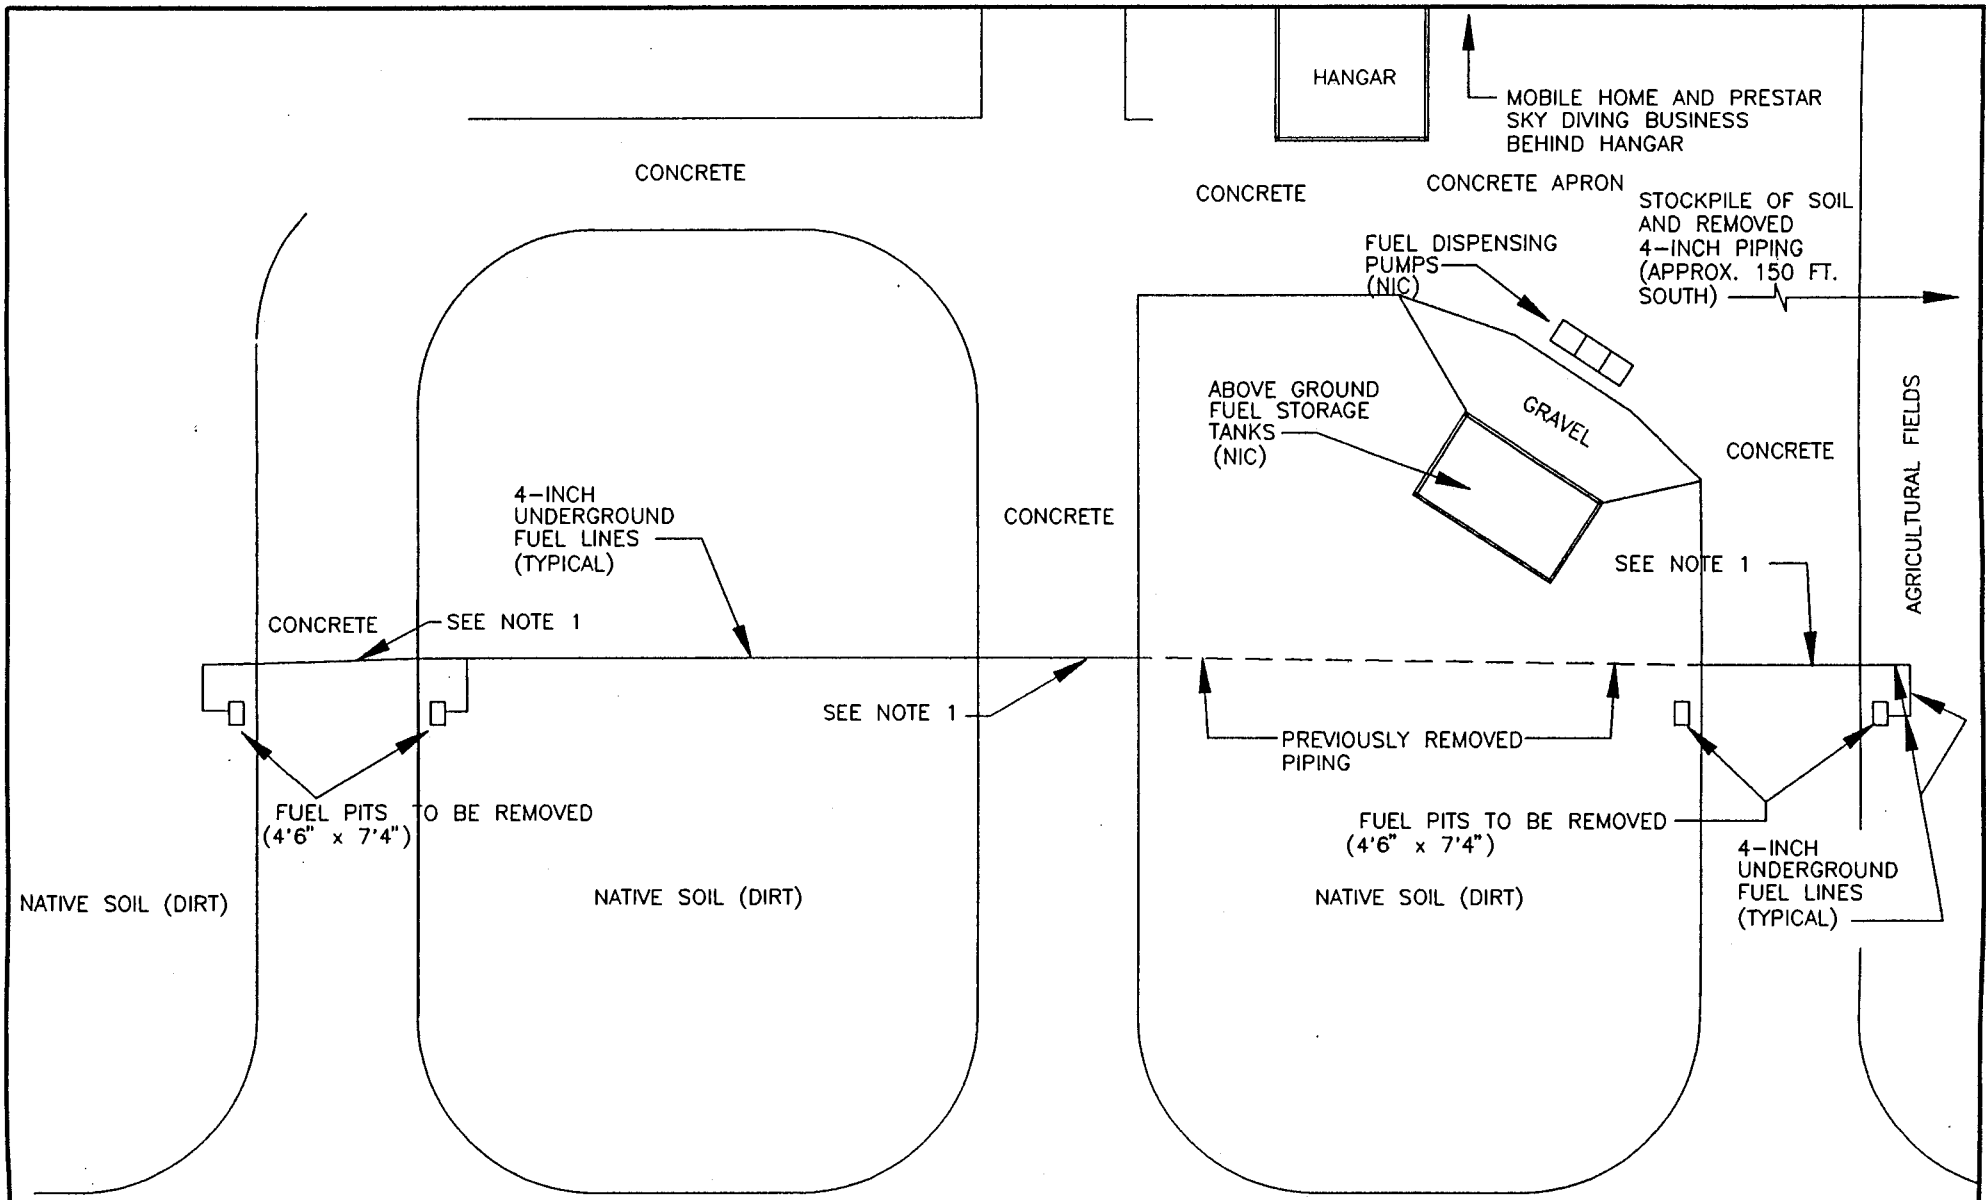 HANGAR
MOBILE HOME AND PRESTAR
SKY DIVING BUSINESS
BEHIND HANGAR
CONCRETE
CONCRETE
CONCRETE APRON
STOCKPILE OF SOIL
AND REMOVED
4-INCH PIPING
(APPROX. 150 FT.
SOUTH)
FUEL DISPENSING
PUMPS
(NIC)
ABOVE GROUND
FUEL STORAGE
TANKS
(NIC)
GRAVEL
CONCRETE
AGRICULTURAL FIELDS
4-INCH
UNDERGROUND
FUEL LINES
(TYPICAL)
CONCRETE
SEE NOTE 1
CONCRETE
SEE NOTE 1
SEE NOTE 1
PREVIOUSLY REMOVED
PIPING
FUEL PITS TO BE REMOVED
(4'6" x 7'4")
FUEL PITS TO BE REMOVED
(4'6" x 7'4")
4-INCH
UNDERGROUND
FUEL LINES
(TYPICAL)
NATIVE SOIL (DIRT)
NATIVE SOIL (DIRT)
NATIVE SOIL (DIRT)